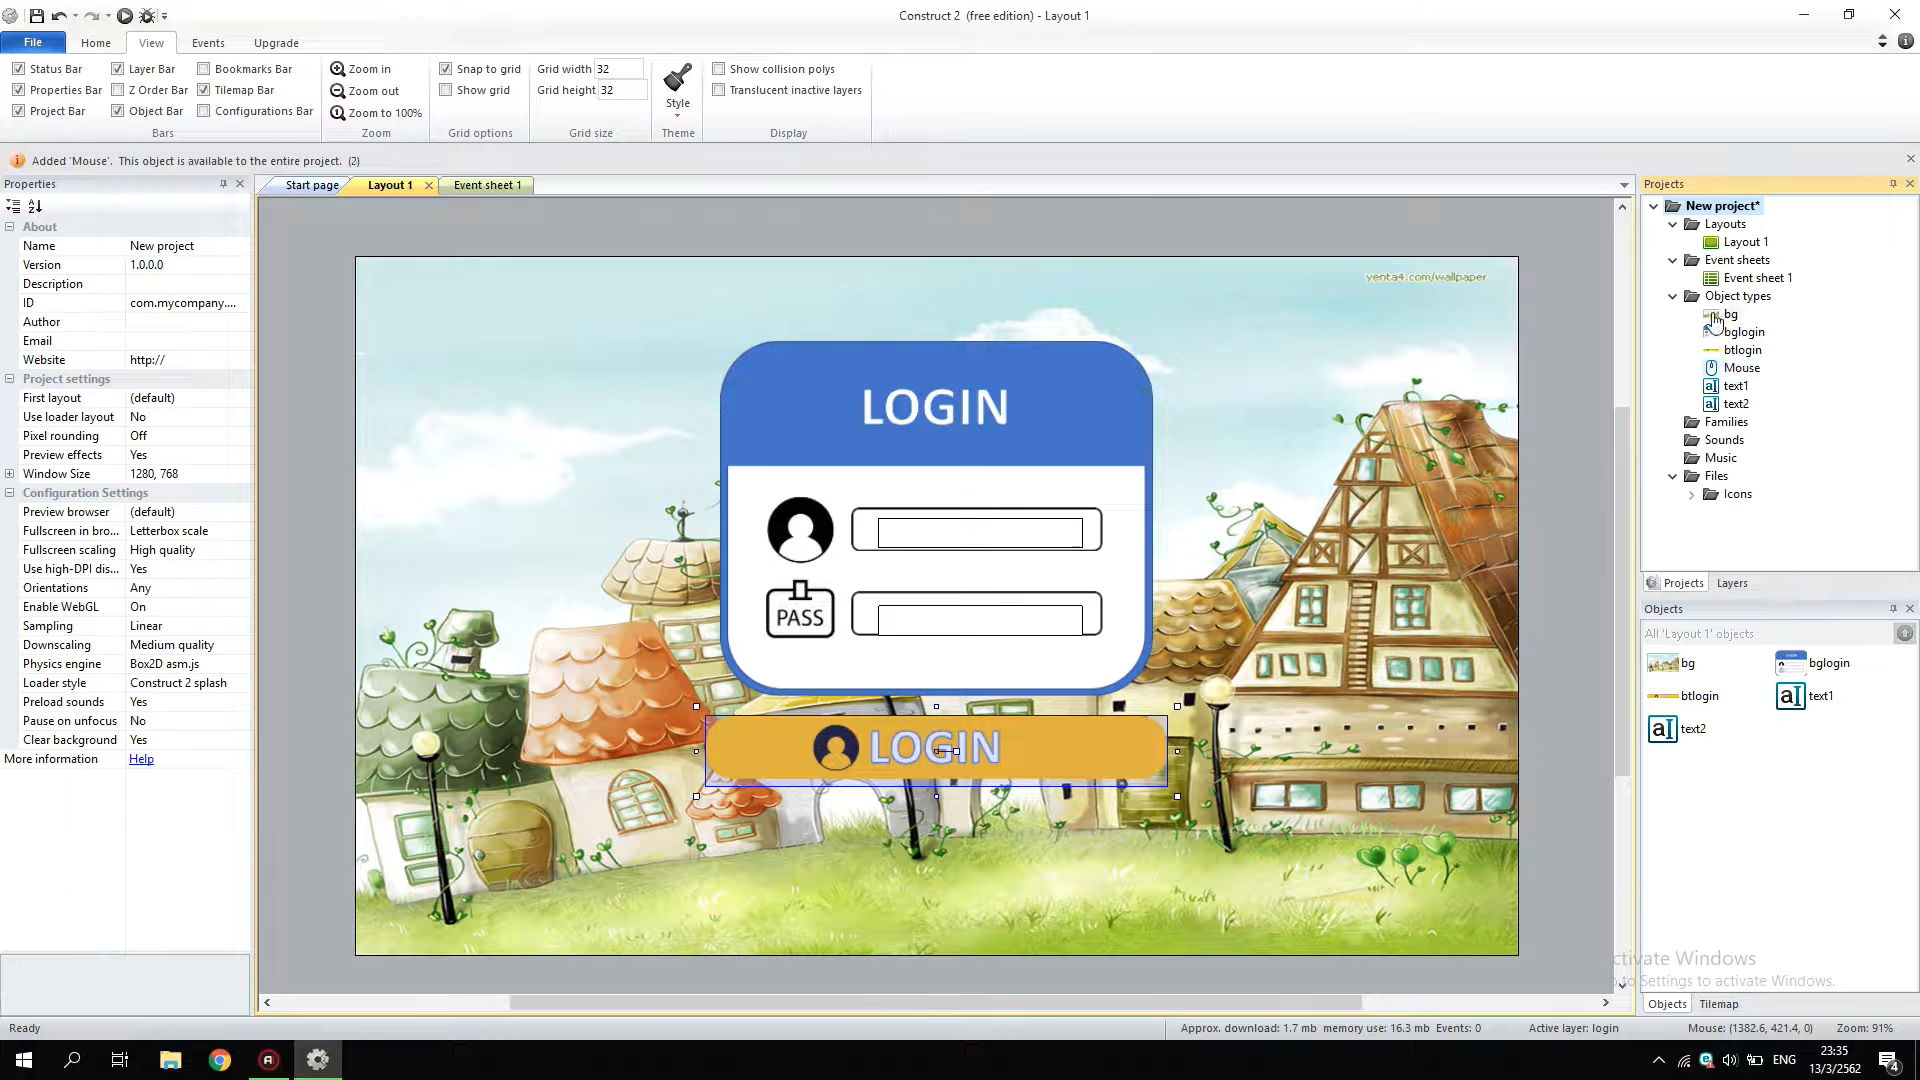 Construct 2  (free edition) - Layout 1
File
Home
View
Events
Upgrade
Status Bar
Layer Bar
Bookmarks Bar
Properties Bar
Z Order Bar
Tilemap Bar
Project Bar
Object Bar
Configurations Bar
Bars
Zoom in
Zoom out
Zoom to 100%
Zoom
Snap to grid
Show grid
Grid options
Grid width 32
Grid height 32
Grid size
Style
Theme
Show collision polys
Translucent inactive layers
Display
Added 'Mouse'.  This object is available to the entire project.  (2)
Properties
About
Name New project
Version 1.0.0.0
Description
ID com.mycompany....
Author
Email
Website http://
Project settings
First layout (default)
Use loader layout No
Pixel rounding Off
Preview effects Yes
Window Size 1280, 768
Configuration Settings
Preview browser (default)
Fullscreen in bro... Letterbox scale
Fullscreen scaling High quality
Use high-DPI dis... Yes
Orientations Any
Enable WebGL On
Sampling Linear
Downscaling Medium quality
Physics engine Box2D asm.js
Loader style Construct 2 splash
Preload sounds Yes
Pause on unfocus No
Clear background Yes
More information Help
Start page
Layout 1
Event sheet 1
yenta4.com/wallpaper
LOGIN
PASS
LOGIN
Projects
New project*
Layouts
Layout 1
Event sheets
Event sheet 1
Object types
bg
bglogin
btlogin
Mouse
text1
text2
Families
Sounds
Music
Files
Icons
Projects
Layers
Objects
All 'Layout 1' objects
bg
bglogin
btlogin
text1
text2
ctivate Windows
to Settings to activate Windows.
Objects
Tilemap
Ready
Approx. download: 1.7 mb  memory use: 16.3 mb  Events: 0
Active layer: login
Mouse: (1382.6, 421.4, 0)
Zoom: 91%
ENG
23:35
13/3/2562
4